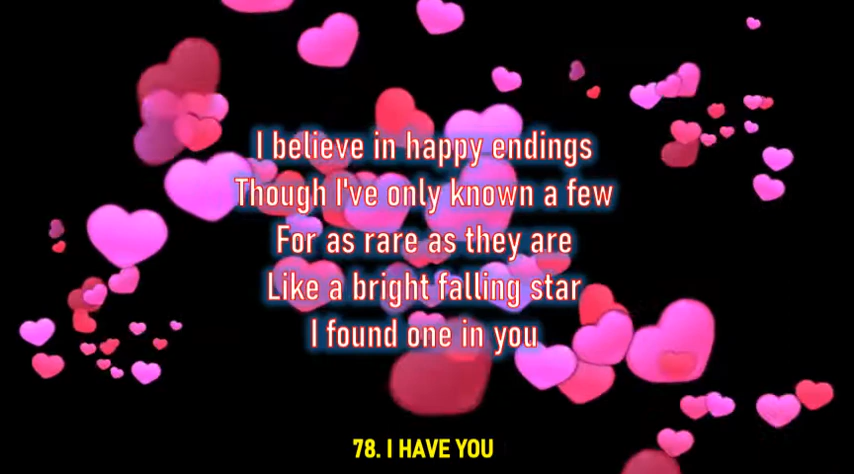 I believe in happy endings
Though I've only known a few
For as rare as they are
Like a bright falling star
I found one in you
78. I HAVE YOU